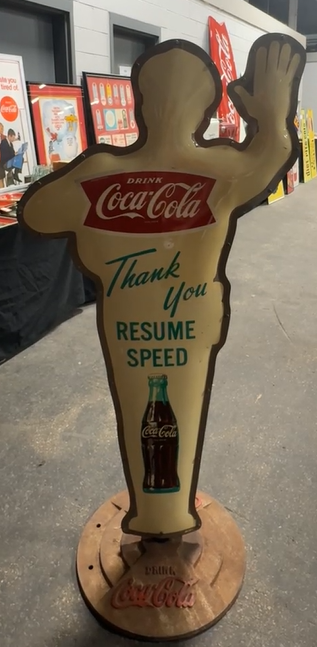 DRINK
Coca-Cola
Thank
You
RESUME
SPEED
Coca-Cola
DRINK
Coca-Cola